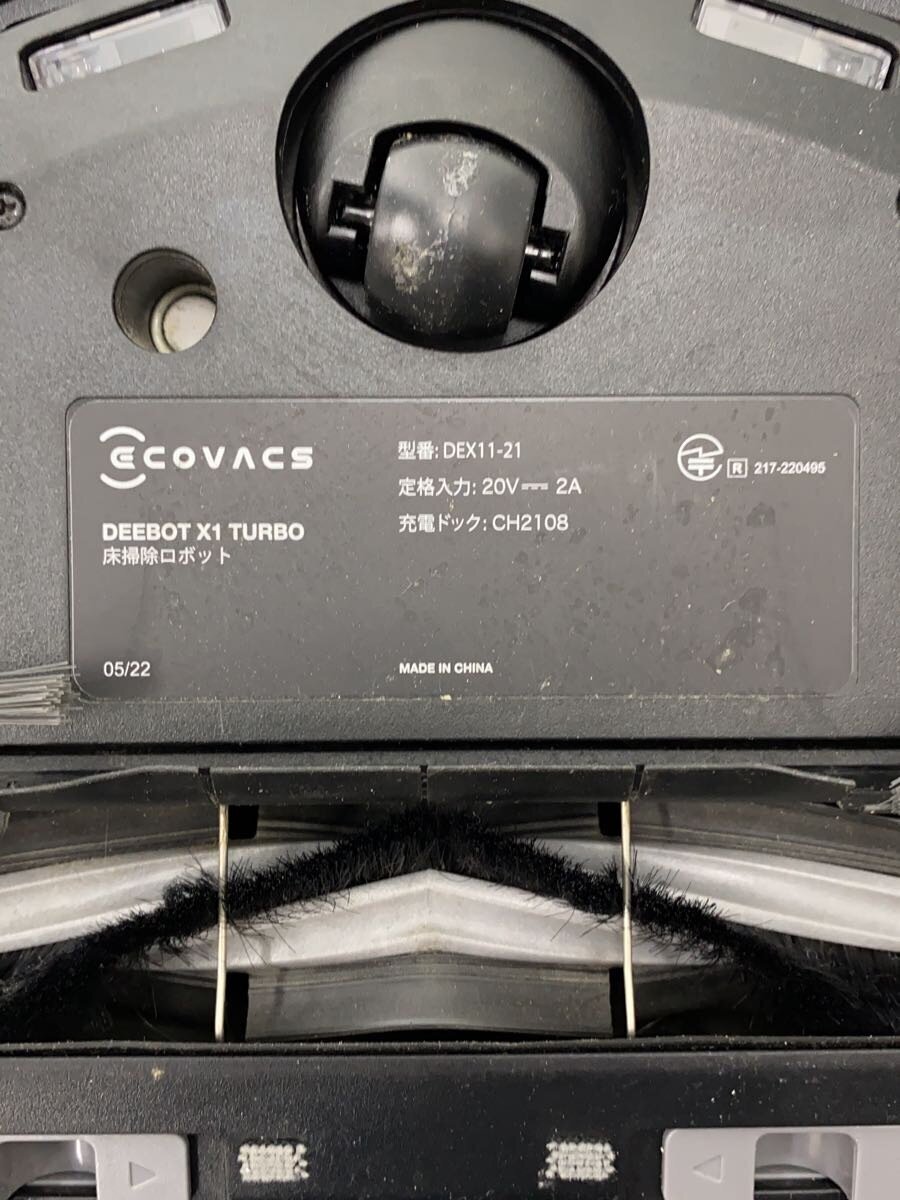 ECOVACS
DEEBOT X1 TURBO
床掃除ロボット
型番: DEX11-21
定格入力: 20V⎓ 2A
充電ドック: CH2108
R 217-220495
05/22
MADE IN CHINA